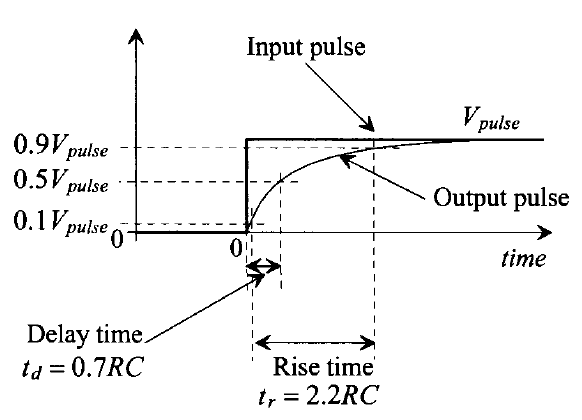 Input pulse
V_pulse
0.9V_pulse
0.5V_pulse
Output pulse
0.1V_pulse
0
0
time
Delay time
t_d = 0.7RC
Rise time
t_r = 2.2RC